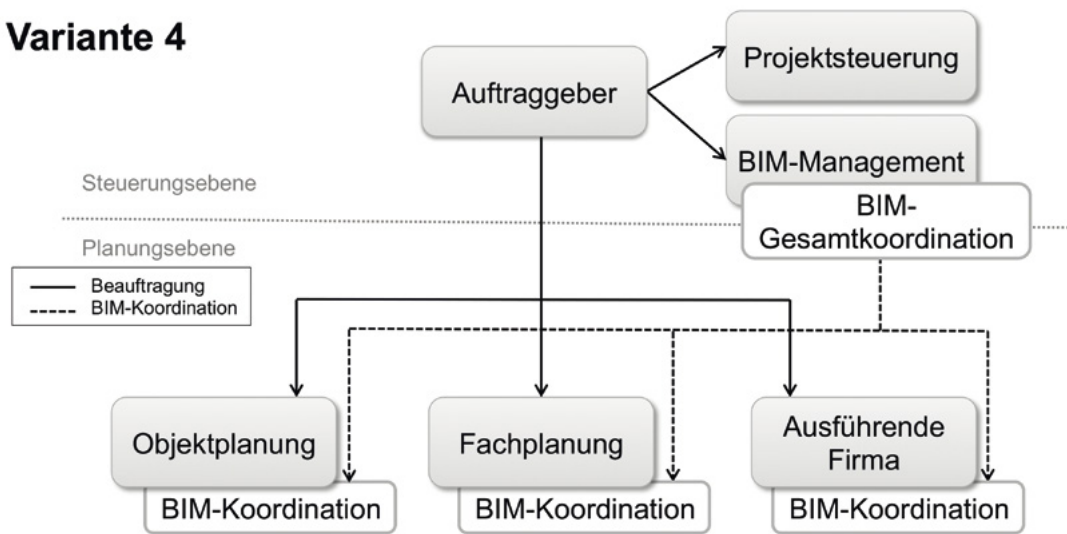 Variante 4
Auftraggeber
Projektsteuerung
BIM-Management
BIM-
Gesamtkoordination
Steuerungsebene
Planungsebene
Beauftragung
BIM-Koordination
Objektplanung
BIM-Koordination
Fachplanung
BIM-Koordination
Ausführende
Firma
BIM-Koordination